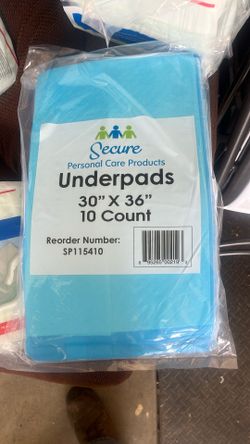 Secure
Personal Care Products
Underpads
30" X 36"
10 Count
Reorder Number:
SP115410